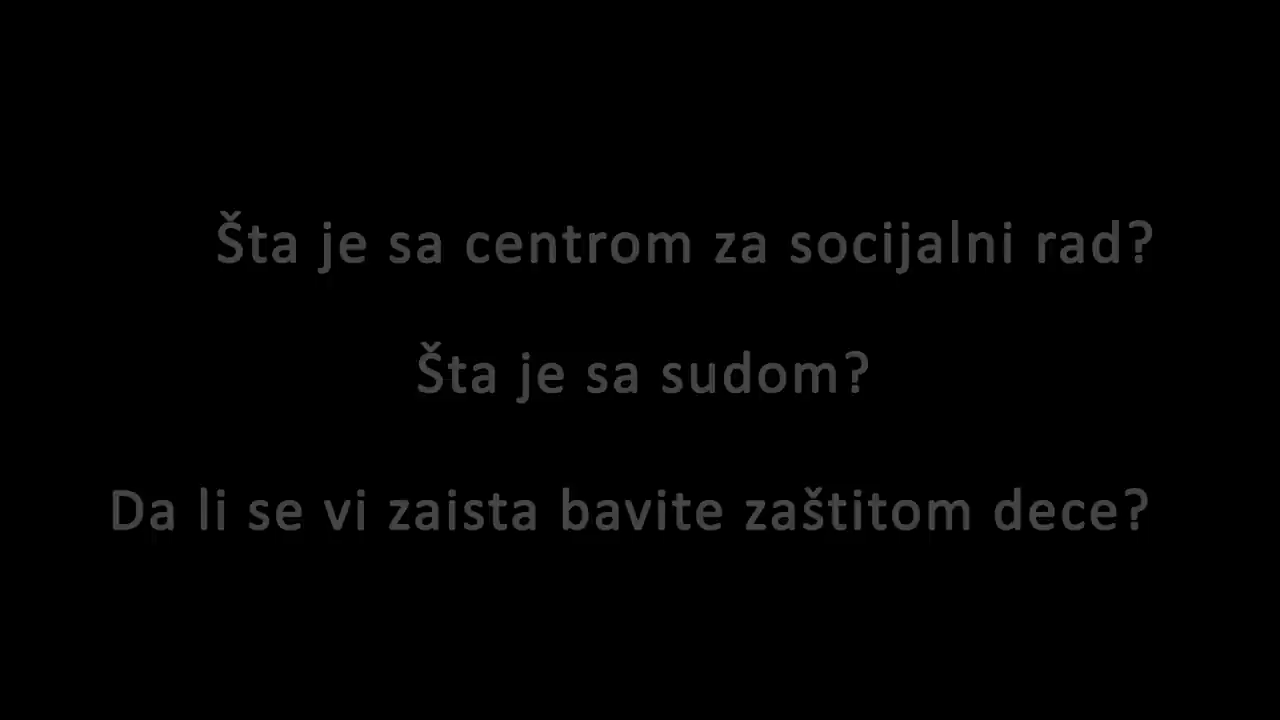 Šta je sa centrom za socijalni rad?
Šta je sa sudom?
Da li se vi zaista bavite zaštitom dece?